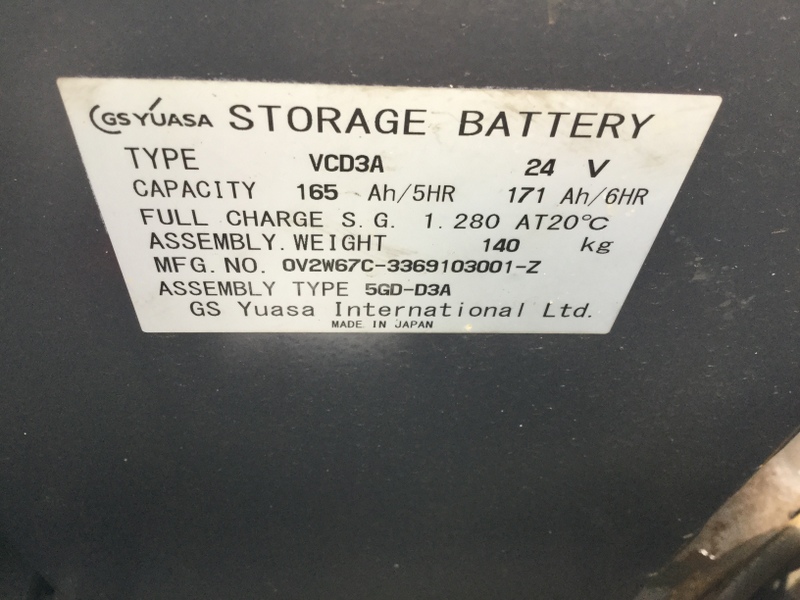 GS YUASA STORAGE BATTERY
TYPE VCD3A 24 V
CAPACITY 165 Ah/5HR 171 Ah/6HR
FULL CHARGE S.G. 1.280 AT20°C
ASSEMBLY.WEIGHT 140 kg
MFG.NO. 0V2W67C-3369103001-Z
ASSEMBLY TYPE 5GD-D3A
GS Yuasa International Ltd.
MADE IN JAPAN